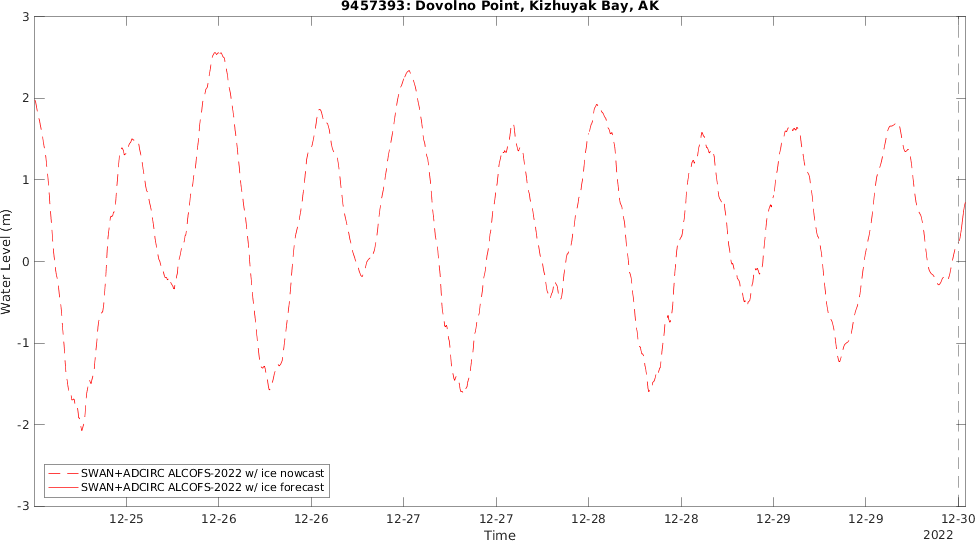 9457393: Dovolno Point, Kizhuyak Bay, AK
3
2
1
0
-1
-2
-3
Water Level (m)
SWAN+ADCIRC ALCOFS-2022 w/ ice nowcast
SWAN+ADCIRC ALCOFS-2022 w/ ice forecast
12-25 12-26 12-26 12-27 12-27 12-28 12-28 12-29 12-29 12-30
Time
2022